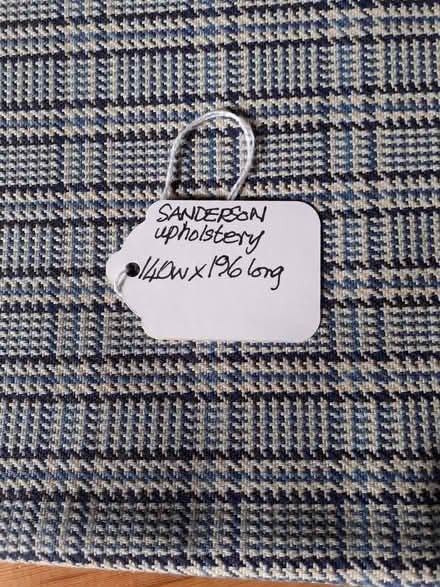 SANDERSON
upholstery
140w x 196 long